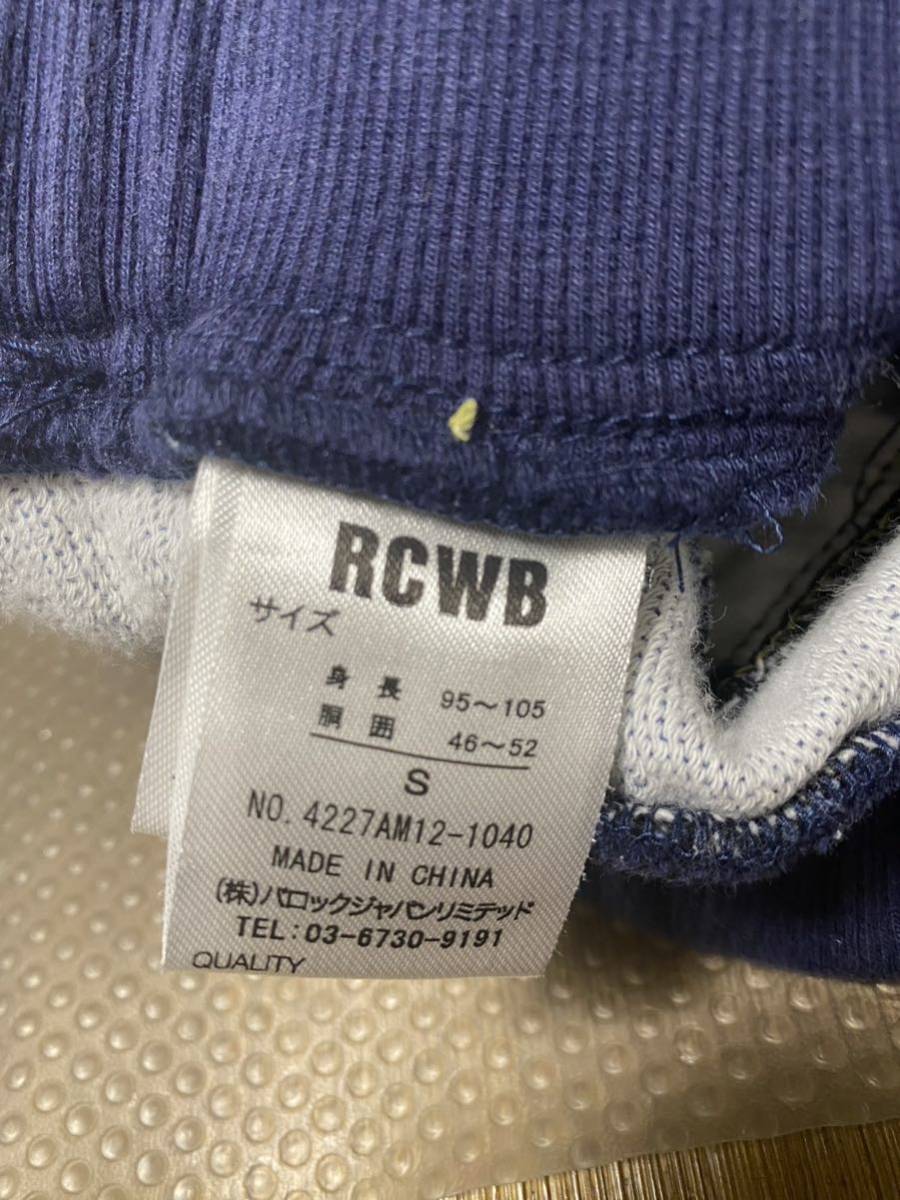 RCWB
サイズ
身長 95～105
胴囲 46～52
S
NO. 4227AM12-1040
MADE IN CHINA
(株)バロックジャパンリミテッド
TEL:03-6730-9191
QUALITY